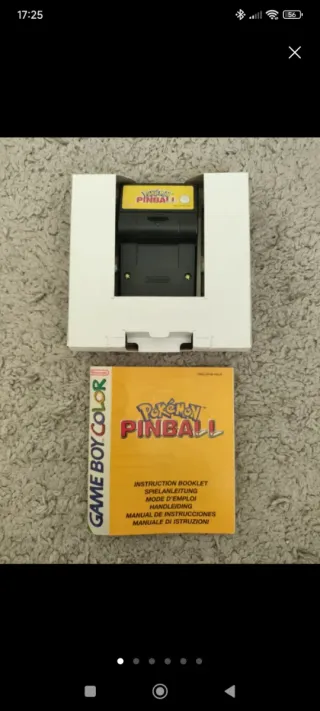 17:25
56
POKéMON
PINBALL
Nintendo
GAME BOY COLOR
POKéMON
PINBALL
INSTRUCTION BOOKLET
SPIELANLEITUNG
MODE D'EMPLOI
HANDLEIDING
MANUAL DE INSTRUCCIONES
MANUALE DI ISTRUZIONI